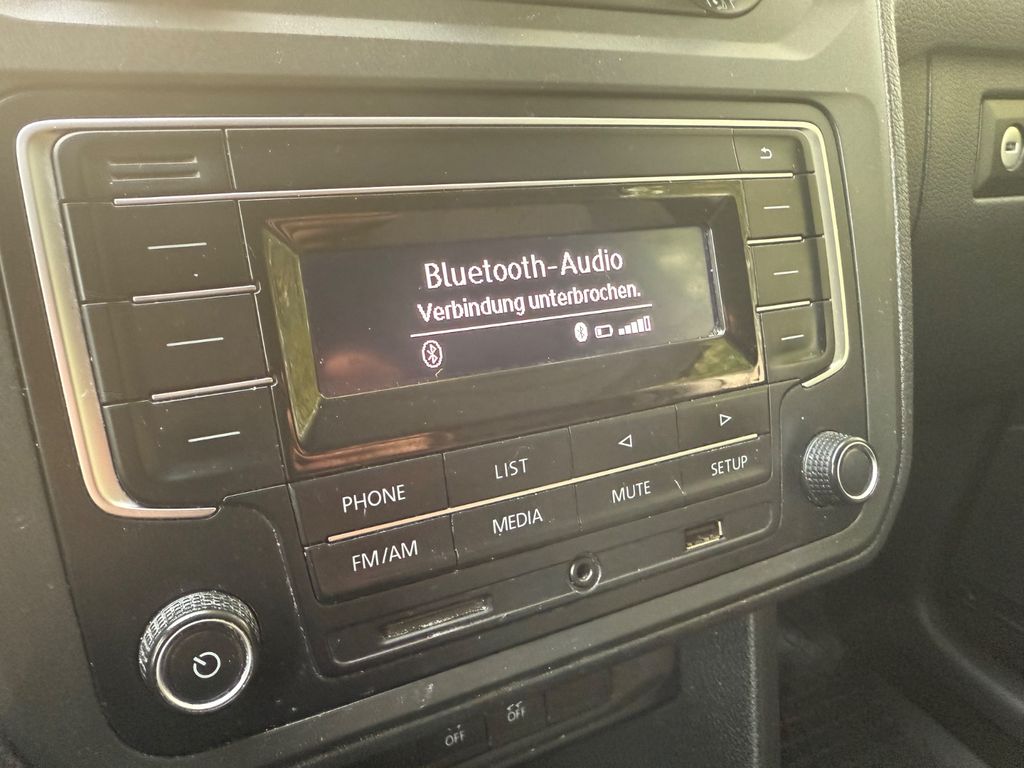 Bluetooth-Audio
Verbindung unterbrochen.
PHONE
LIST
FM/AM
MEDIA
MUTE
SETUP
OFF
OFF